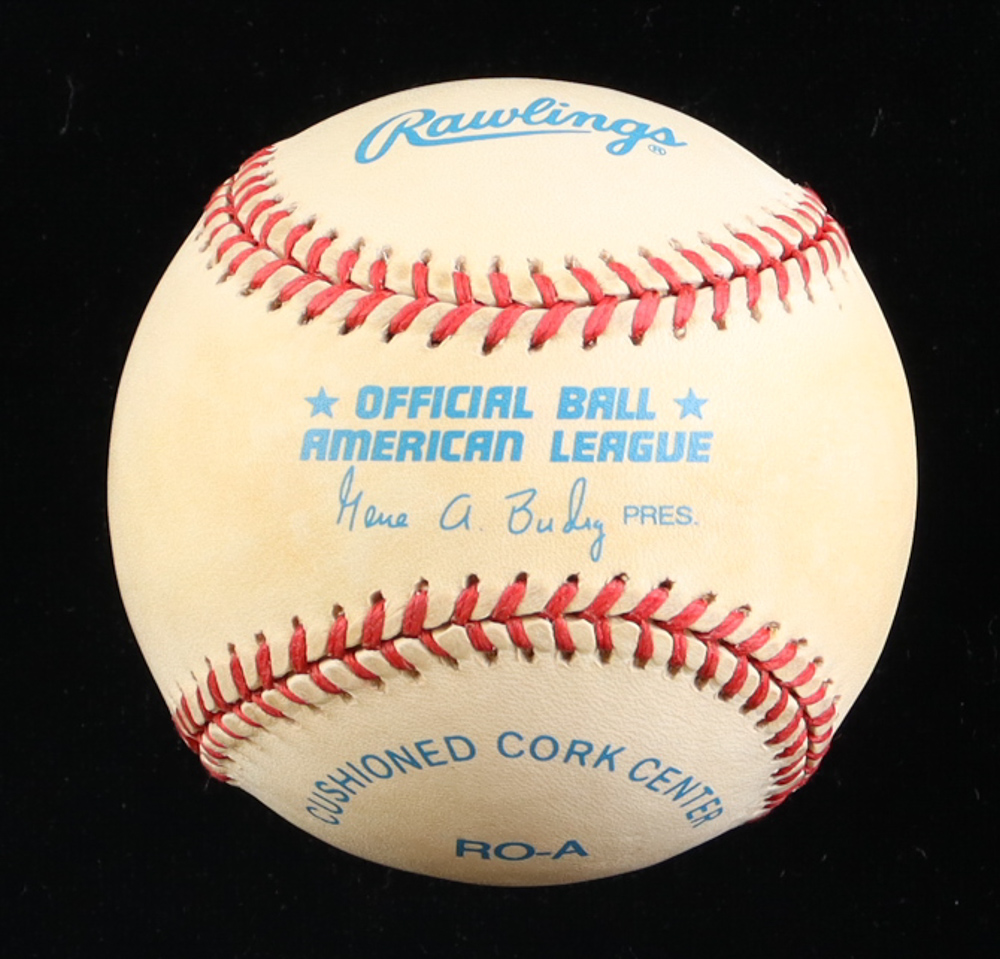 Rawlings®
★ OFFICIAL BALL ★
AMERICAN LEAGUE
Gene A. Budig PRES.
CUSHIONED CORK CENTER
RO-A